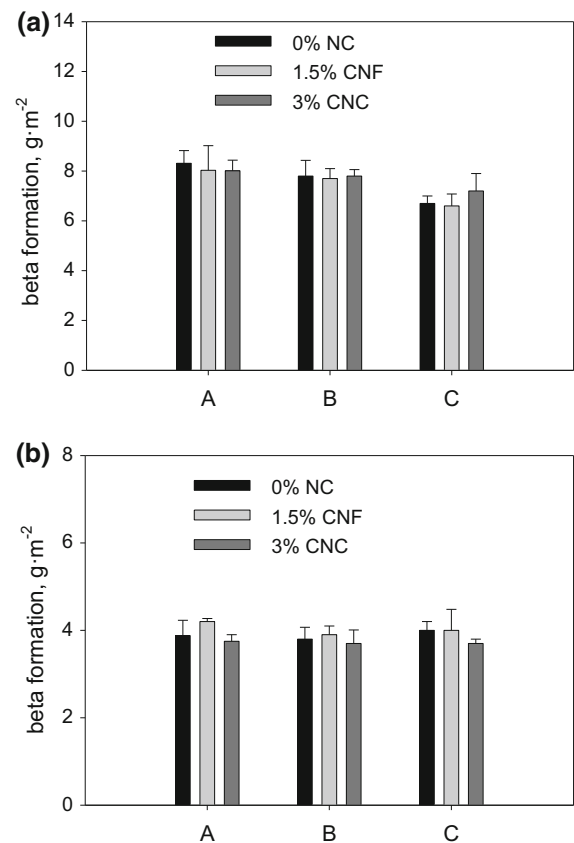 (a)
14
12
10
8
6
4
2
0
beta formation, g·m⁻²
0% NC
1.5% CNF
3% CNC
A B C
(b)
8
6
4
2
0
beta formation, g·m⁻²
0% NC
1.5% CNF
3% CNC
A B C